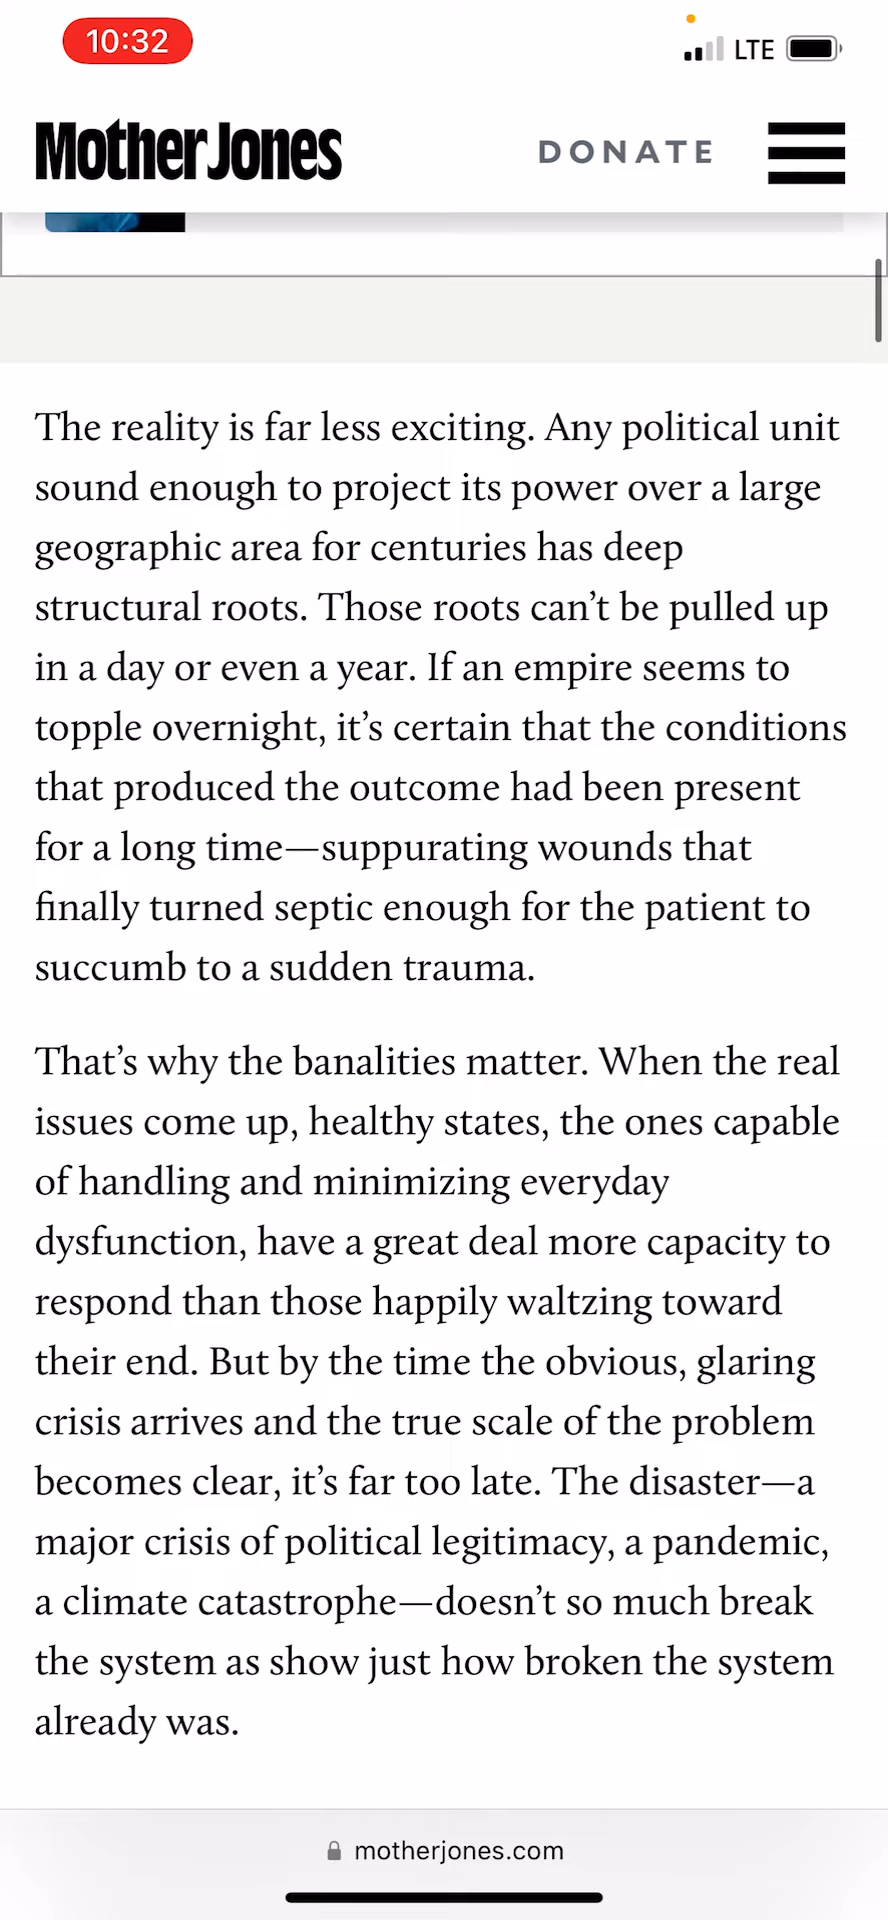 10:32
LTE
Mother Jones
DONATE
The reality is far less exciting. Any political unit
sound enough to project its power over a large
geographic area for centuries has deep
structural roots. Those roots can’t be pulled up
in a day or even a year. If an empire seems to
topple overnight, it’s certain that the conditions
that produced the outcome had been present
for a long time—suppurating wounds that
finally turned septic enough for the patient to
succumb to a sudden trauma.
That’s why the banalities matter. When the real
issues come up, healthy states, the ones capable
of handling and minimizing everyday
dysfunction, have a great deal more capacity to
respond than those happily waltzing toward
their end. But by the time the obvious, glaring
crisis arrives and the true scale of the problem
becomes clear, it’s far too late. The disaster—a
major crisis of political legitimacy, a pandemic,
a climate catastrophe—doesn’t so much break
the system as show just how broken the system
already was.
motherjones.com